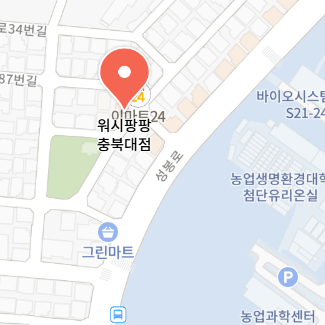 로34번길
87번길
24
이마트24
워시팡팡
충북대점
바이오시스템
S21-24
성봉로
농업생명환경대학
첨단유리온실
그린마트
P
농업과학센터